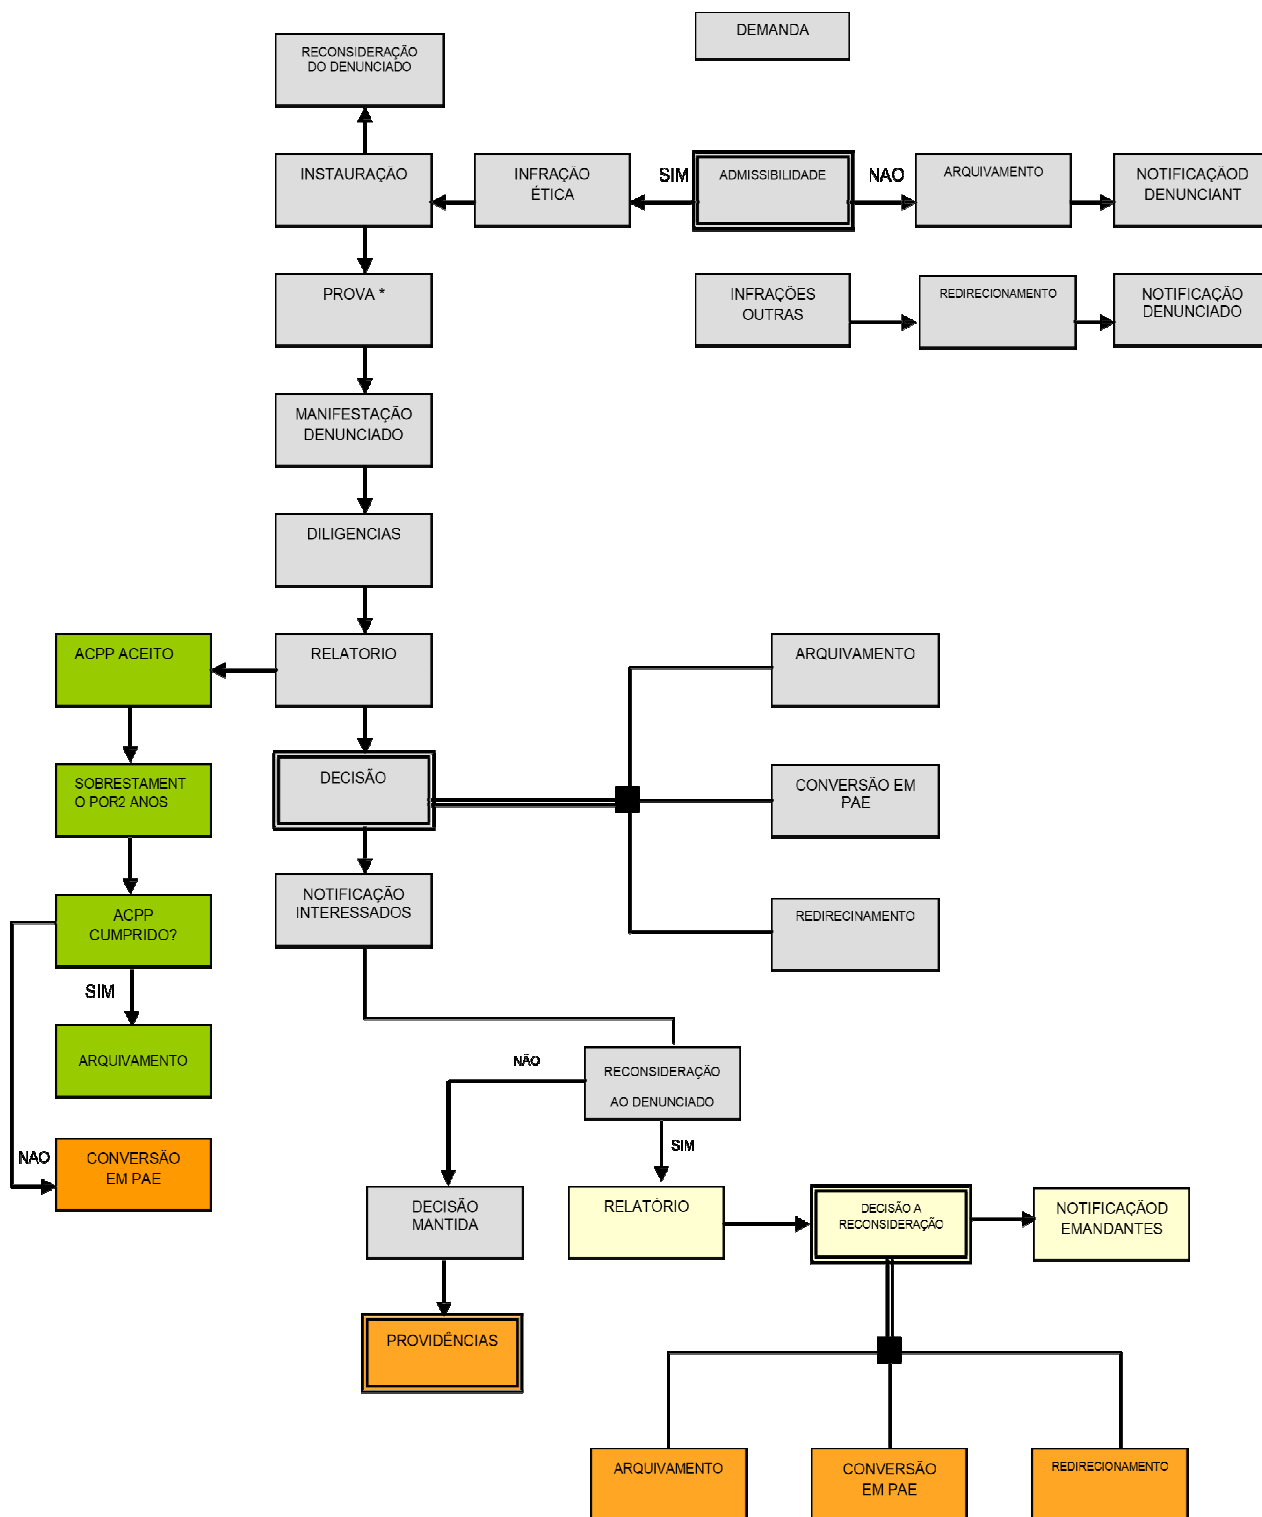 DEMANDA
RECONSIDERAÇÃO
DO DENUNCIADO
INSTAURAÇÃO
INFRAÇÃO
ÉTICA
SIM
ADMISSIBILIDADE
NAO
ARQUIVAMENTO
NOTIFICAÇÃOD
DENUNCIANT
PROVA *
INFRAÇÕES
OUTRAS
REDIRECIONAMENTO
NOTIFICAÇÃO
DENUNCIADO
MANIFESTAÇÃO
DENUNCIADO
DILIGENCIAS
ACPP ACEITO
RELATORIO
ARQUIVAMENTO
SOBRESTAMENT
O POR2 ANOS
DECISÃO
CONVERSÃO EM
PAE
ACPP
CUMPRIDO?
NOTIFICAÇÃO
INTERESSADOS
REDIRECINAMENTO
SIM
ARQUIVAMENTO
NÃO
RECONSIDERAÇÃO
AO DENUNCIADO
SIM
NAO
CONVERSÃO
EM PAE
DECISÃO
MANTIDA
RELATÓRIO
DECISÃO A
RECONSIDERAÇÃO
NOTIFICAÇÃOD
EMANDANTES
PROVIDÊNCIAS
ARQUIVAMENTO
CONVERSÃO
EM PAE
REDIRECIONAMENTO